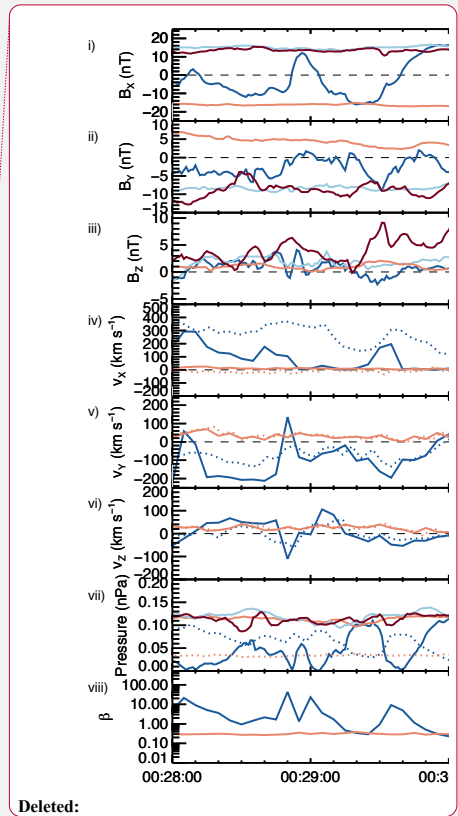 i)
B_X (nT)
20
10
0
−10
−20
ii)
B_Y (nT)
10
5
0
−5
−10
−15
iii)
B_Z (nT)
10
5
0
−5
iv)
v_X (km s⁻¹)
500
400
300
200
100
0
−100
−200
v)
v_Y (km s⁻¹)
200
100
0
−100
−200
vi)
v_Z (km s⁻¹)
200
100
0
−100
−200
vii)
Pressure (nPa)
0.20
0.15
0.10
0.05
0.00
viii)
β
100.00
10.00
1.00
0.10
0.01
00:28:00 00:29:00 00:3
Deleted: